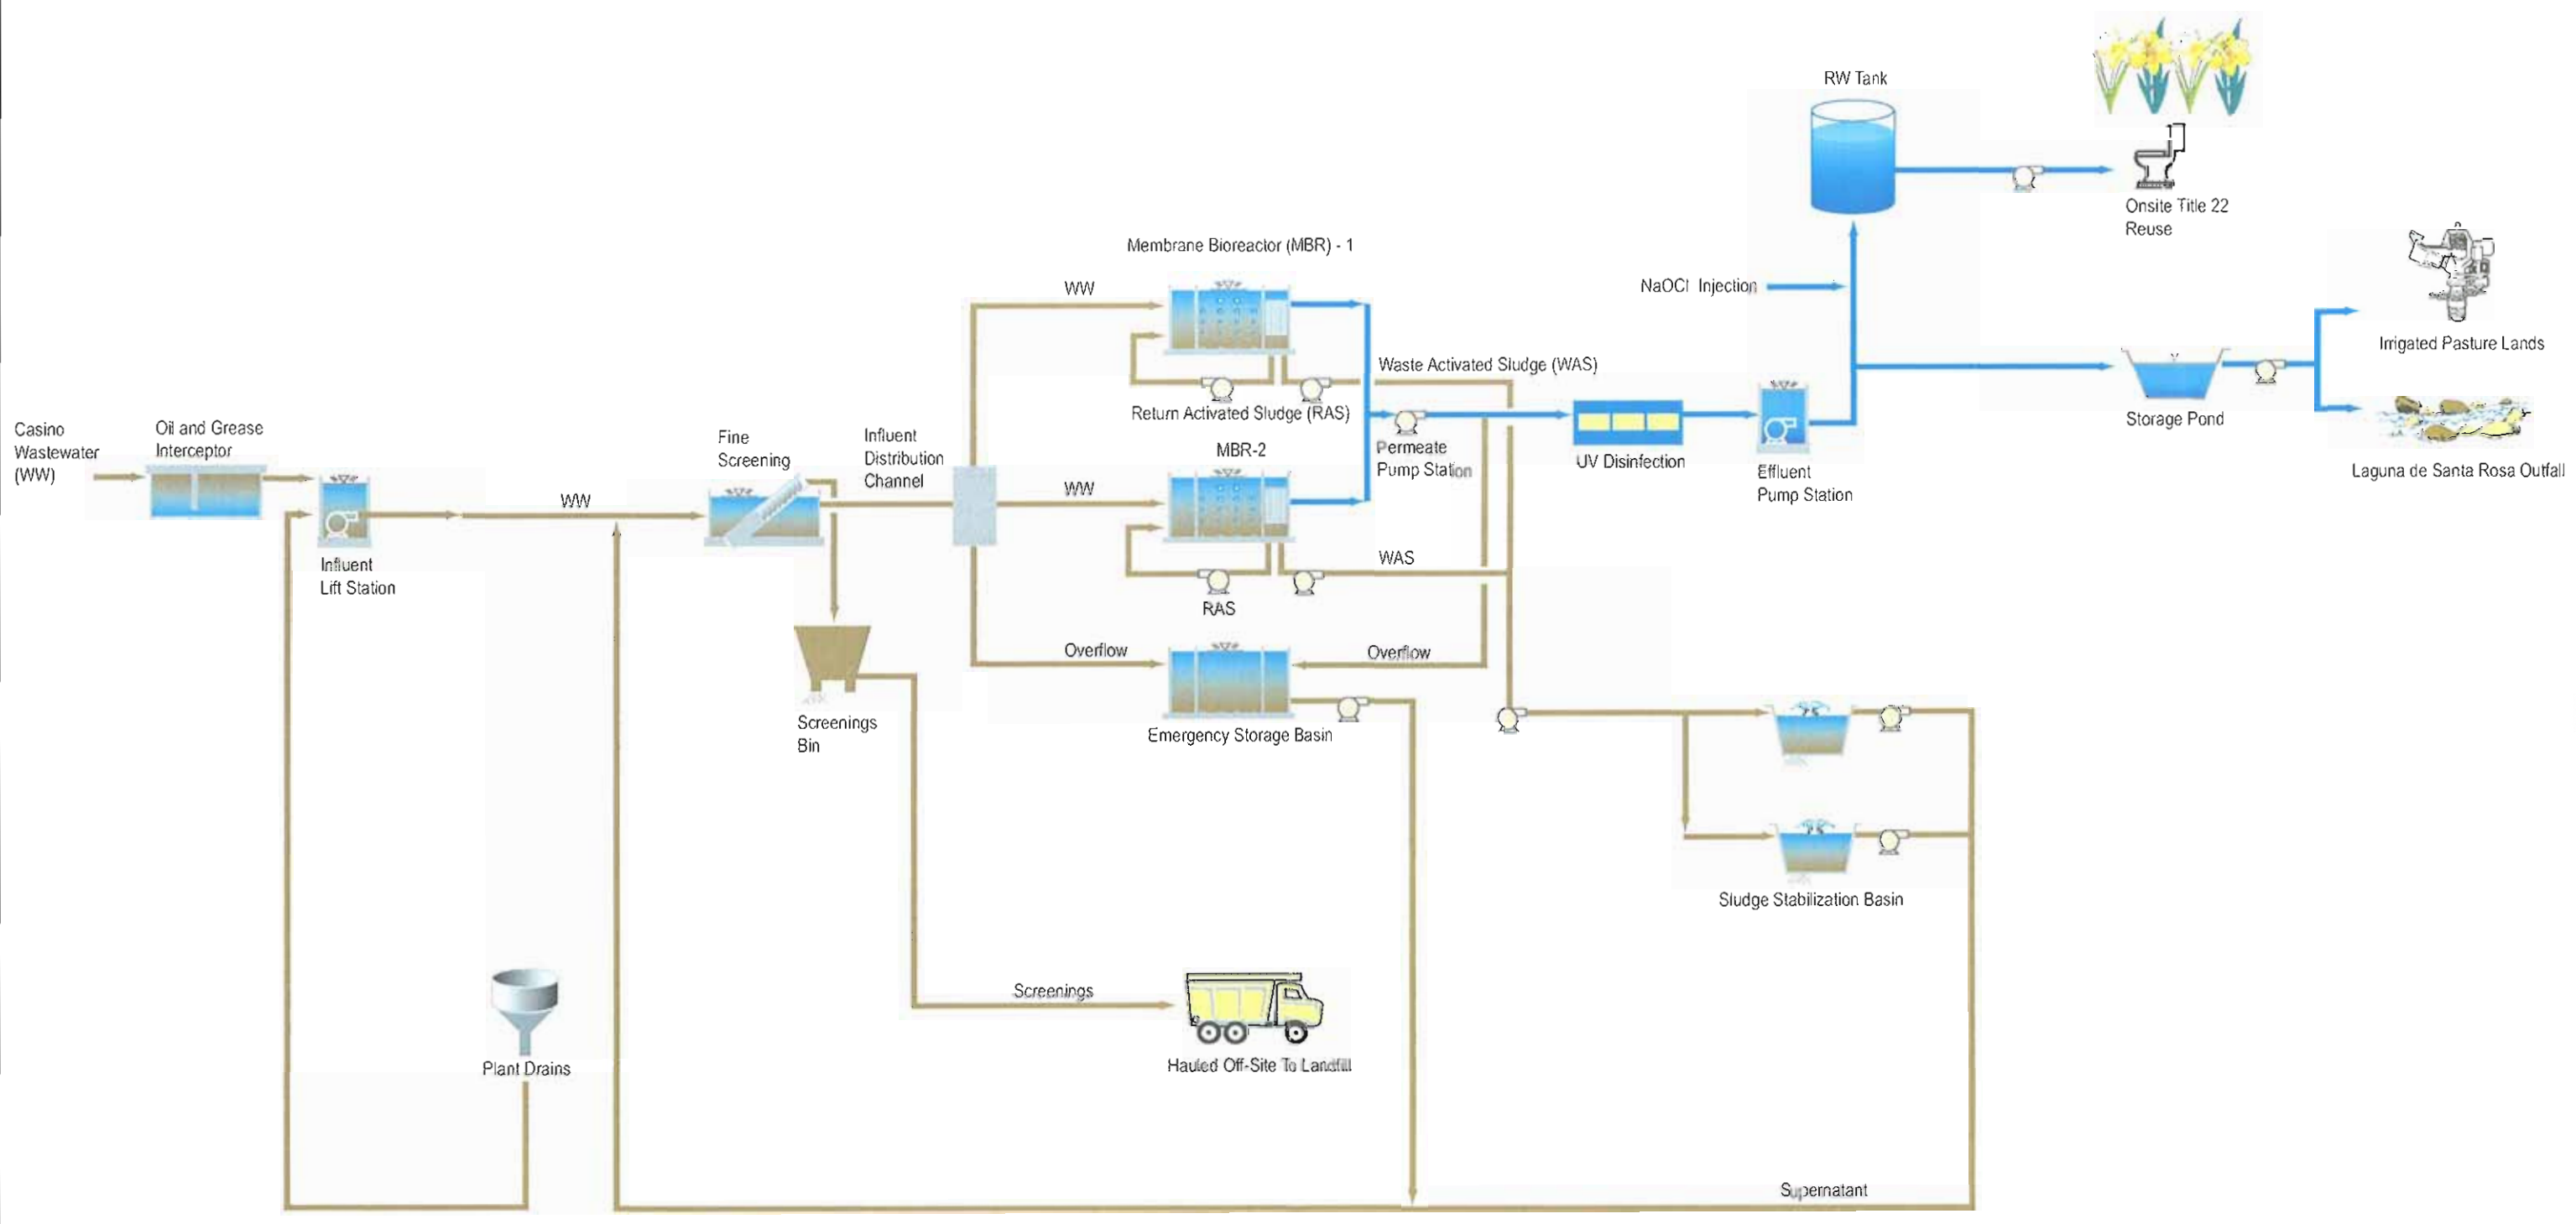 RW Tank
Onsite Title 22
Reuse
Membrane Bioreactor (MBR) - 1
NaOCl Injection
WW
Irrigated Pasture Lands
Waste Activated Sludge (WAS)
Return Activated Sludge (RAS)
Storage Pond
Casino
Wastewater
(WW)
Oil and Grease
Interceptor
Fine
Screening
Influent
Distribution
Channel
MBR-2
Permeate
Pump Station
UV Disinfection
Effluent
Pump Station
Laguna de Santa Rosa Outfall
WW
WW
Influent
Lift Station
WAS
RAS
Overflow
Overflow
Screenings
Bin
Emergency Storage Basin
Sludge Stabilization Basin
Screenings
Plant Drains
Hauled Off-Site To Landfill
Supernatant